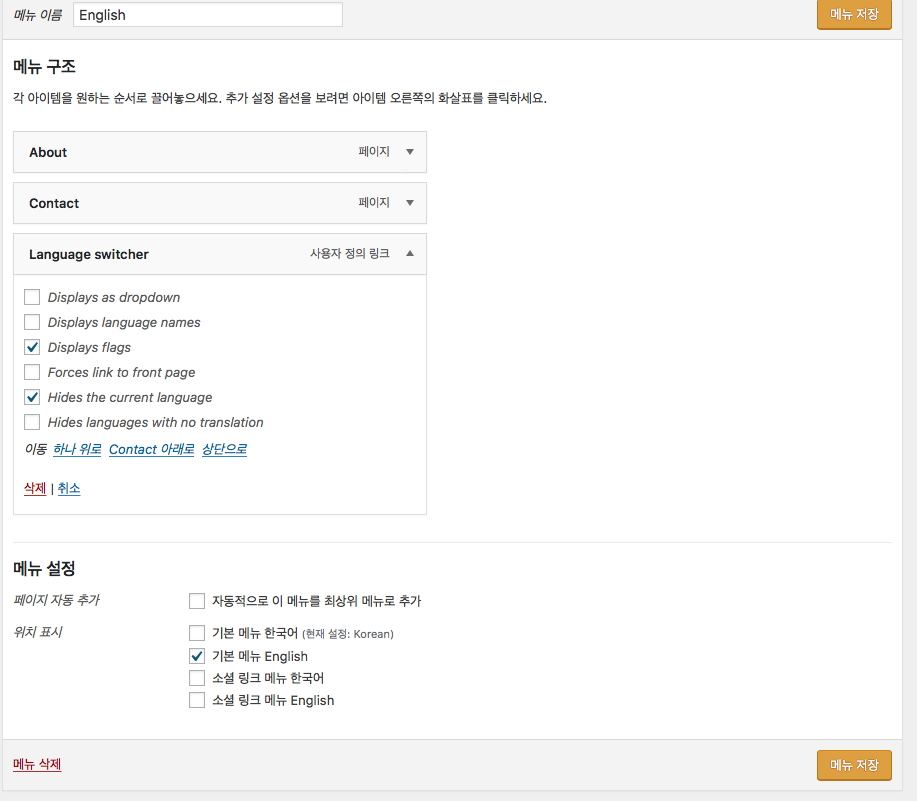 메뉴 이름 English 메뉴 저장
메뉴 구조
각 아이템을 원하는 순서로 끌어놓으세요. 추가 설정 옵션을 보려면 아이템 오른쪽의 화살표를 클릭하세요.
About 페이지
Contact 페이지
Language switcher 사용자 정의 링크
Displays as dropdown
Displays language names
Displays flags
Forces link to front page
Hides the current language
Hides languages with no translation
이동 하나 위로 Contact 아래로 상단으로
삭제 | 취소
메뉴 설정
페이지 자동 추가 자동적으로 이 메뉴를 최상위 메뉴로 추가
위치 표시 기본 메뉴 한국어 (현재 설정: Korean)
기본 메뉴 English
소셜 링크 메뉴 한국어
소셜 링크 메뉴 English
메뉴 삭제 메뉴 저장